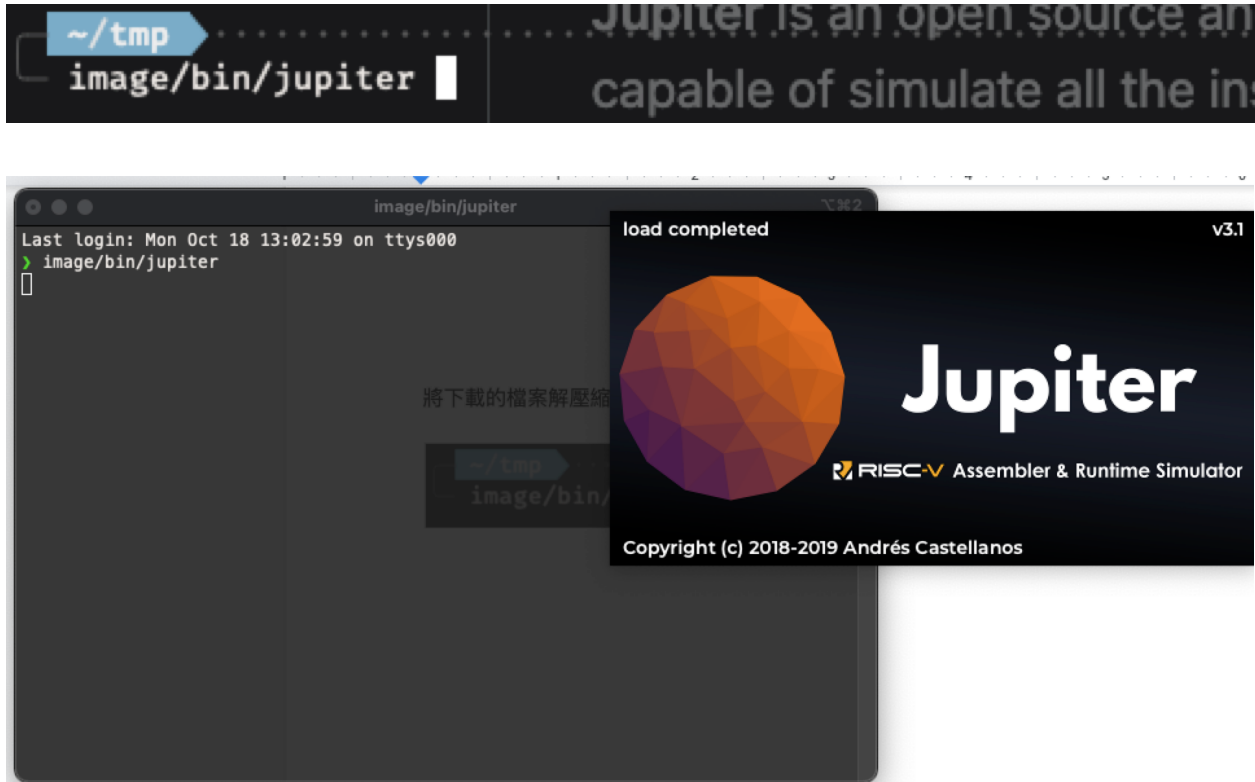 ~/tmp
image/bin/jupiter
Jupiter is an open source an
capable of simulate all the ins
image/bin/jupiter
⌥⌘2
Last login: Mon Oct 18 13:02:59 on ttys000
❯ image/bin/jupiter
將下載的檔案解壓縮
~/tmp
image/bin/
load completed
v3.1
Jupiter
RISC-V Assembler & Runtime Simulator
Copyright (c) 2018-2019 Andrés Castellanos